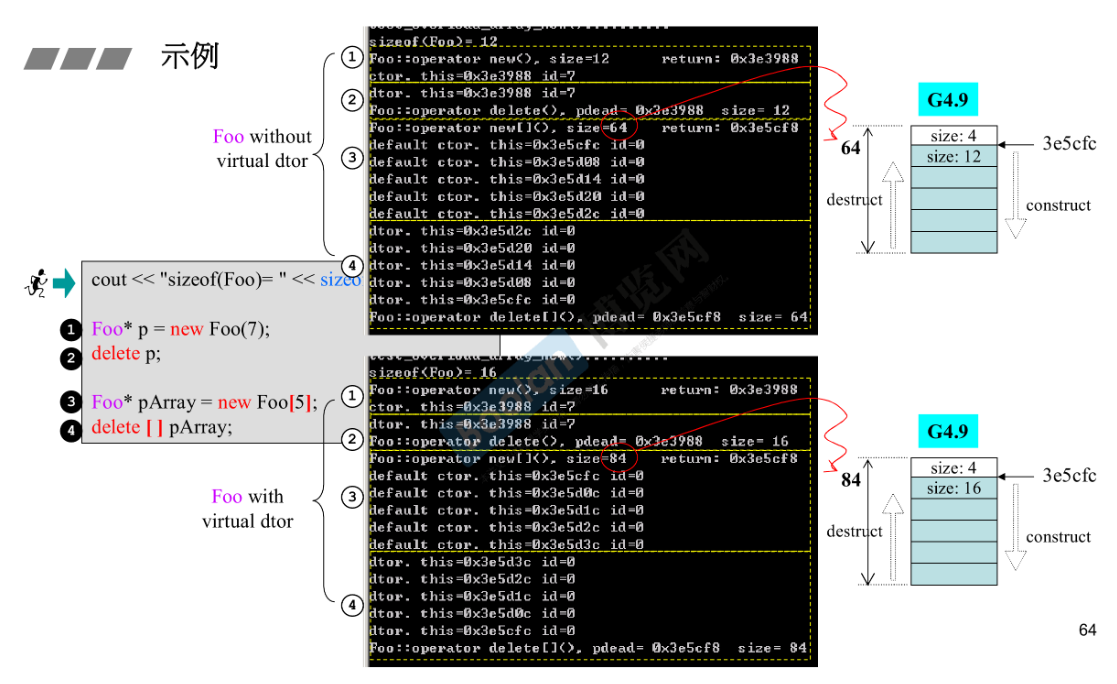 示例
sizeof(Foo)= 12
① Foo::operator new(), size=12 return: 0x3e3988
ctor. this=0x3e3988 id=7
② dtor. this=0x3e3988 id=7
Foo::operator delete(), pdead= 0x3e3988 size= 12
③ Foo::operator new[](), size=64 return: 0x3e5cf8
default ctor. this=0x3e5cfc id=0
default ctor. this=0x3e5d08 id=0
default ctor. this=0x3e5d14 id=0
default ctor. this=0x3e5d20 id=0
default ctor. this=0x3e5d2c id=0
④ dtor. this=0x3e5d2c id=0
dtor. this=0x3e5d20 id=0
dtor. this=0x3e5d14 id=0
dtor. this=0x3e5d08 id=0
dtor. this=0x3e5cfc id=0
Foo::operator delete[](), pdead= 0x3e5cf8 size= 64
Foo without
virtual dtor
G4.9
64
size: 4
size: 12
3e5cfc
destruct
construct
cout << "sizeof(Foo)= " << sizeo
❶ Foo* p = new Foo(7);
❷ delete p;
❸ Foo* pArray = new Foo[5];
❹ delete [ ] pArray;
sizeof(Foo)= 16
① Foo::operator new(), size=16 return: 0x3e3988
ctor. this=0x3e3988 id=7
② dtor. this=0x3e3988 id=7
Foo::operator delete(), pdead= 0x3e3988 size= 16
③ Foo::operator new[](), size=84 return: 0x3e5cf8
default ctor. this=0x3e5cfc id=0
default ctor. this=0x3e5d0c id=0
default ctor. this=0x3e5d1c id=0
default ctor. this=0x3e5d2c id=0
default ctor. this=0x3e5d3c id=0
④ dtor. this=0x3e5d3c id=0
dtor. this=0x3e5d2c id=0
dtor. this=0x3e5d1c id=0
dtor. this=0x3e5d0c id=0
dtor. this=0x3e5cfc id=0
Foo::operator delete[](), pdead= 0x3e5cf8 size= 84
Foo with
virtual dtor
G4.9
84
size: 4
size: 16
3e5cfc
destruct
construct
博览网
64